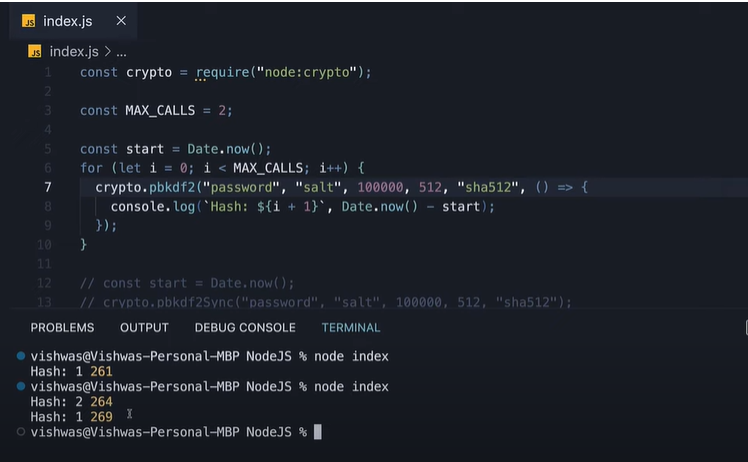 JS index.js ×
JS index.js > ...
1 const crypto = require("node:crypto");
2
3 const MAX_CALLS = 2;
4
5 const start = Date.now();
6 for (let i = 0; i < MAX_CALLS; i++) {
7 crypto.pbkdf2("password", "salt", 100000, 512, "sha512", () => {
8 console.log(`Hash: ${i + 1}`, Date.now() - start);
9 });
10 }
11
12 // const start = Date.now();
13 // crypto.pbkdf2Sync("password", "salt", 100000, 512, "sha512");
PROBLEMS OUTPUT DEBUG CONSOLE TERMINAL
vishwas@Vishwas-Personal-MBP NodeJS % node index
Hash: 1 261
vishwas@Vishwas-Personal-MBP NodeJS % node index
Hash: 2 264
Hash: 1 269
vishwas@Vishwas-Personal-MBP NodeJS %